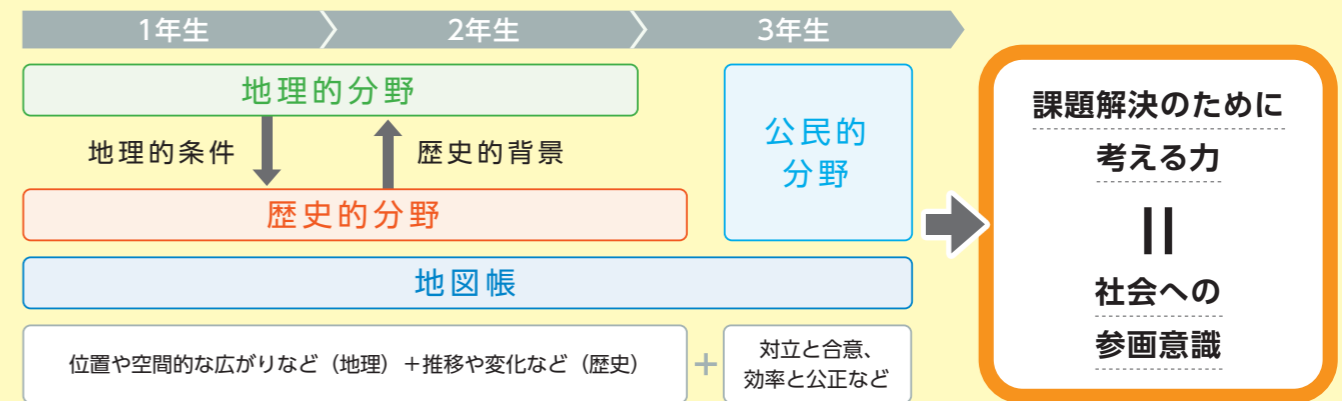 1年生
2年生
3年生
地理的分野
地理的条件
歴史的背景
歴史的分野
公民的
分野
地図帳
位置や空間的な広がりなど（地理）＋推移や変化など（歴史）
＋
対立と合意、
効率と公正など
課題解決のために
考える力
＝
社会への
参画意識